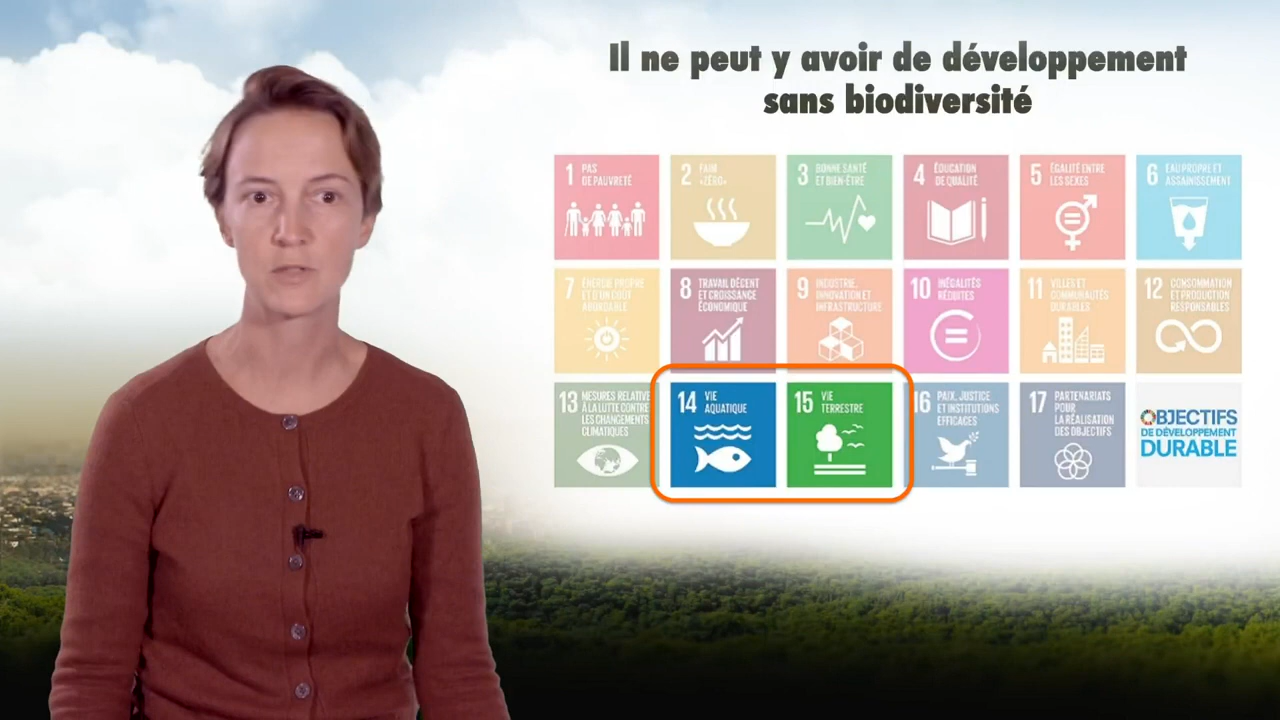 Il ne peut y avoir de développement
sans biodiversité
1 PAS
DE PAUVRETÉ
2 FAIM
«ZÉRO»
3 BONNE SANTÉ
ET BIEN-ÊTRE
4 ÉDUCATION
DE QUALITÉ
5 ÉGALITÉ ENTRE
LES SEXES
6 EAU PROPRE ET
ASSAINISSEMENT
7 ÉNERGIE PROPRE
ET D'UN COÛT
ABORDABLE
8 TRAVAIL DÉCENT
ET CROISSANCE
ÉCONOMIQUE
9 INDUSTRIE,
INNOVATION ET
INFRASTRUCTURE
10 INÉGALITÉS
RÉDUITES
11 VILLES ET
COMMUNAUTÉS
DURABLES
12 CONSOMMATION
ET PRODUCTION
RESPONSABLES
13 MESURES RELATIVES
À LA LUTTE CONTRE
LES CHANGEMENTS
CLIMATIQUES
14 VIE
AQUATIQUE
15 VIE
TERRESTRE
16 PAIX, JUSTICE
ET INSTITUTIONS
EFFICACES
17 PARTENARIATS
POUR
LA RÉALISATION
DES OBJECTIFS
OBJECTIFS
DE DÉVELOPPEMENT
DURABLE